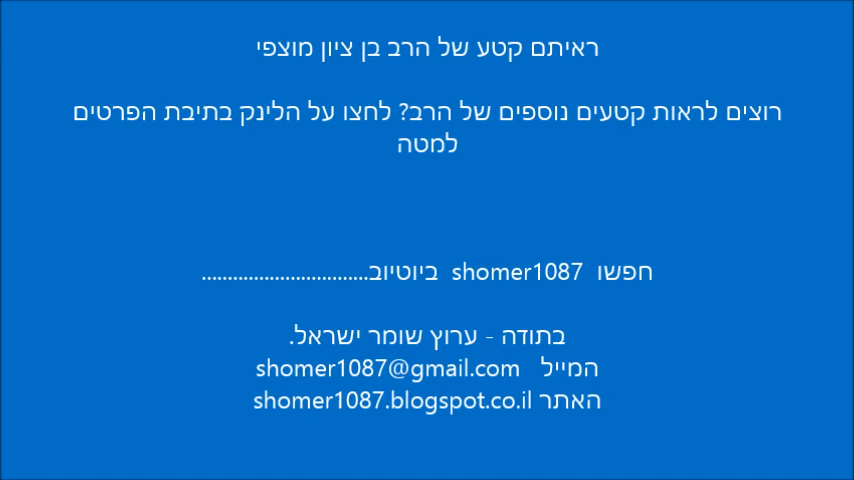 ראיתם קטע של הרב בן ציון מוצפי
רוצים לראות קטעים נוספים של הרב? לחצו על הלינק בתיבת הפרטים
למטה
חפשו shomer1087 ביוטיוב................................
בתודה - ערוץ שומר ישראל.
המייל shomer1087@gmail.com
האתר shomer1087.blogspot.co.il